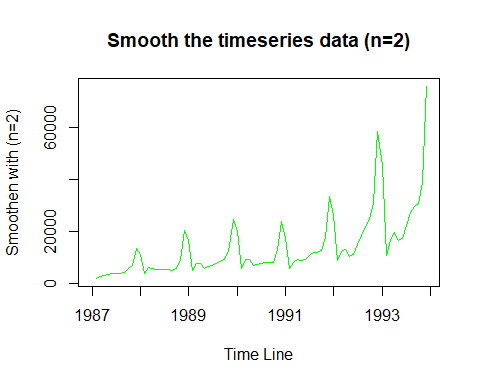 Smooth the timeseries data (n=2)
Smoothen with (n=2)
60000
20000
0
1987
1989
1991
1993
Time Line